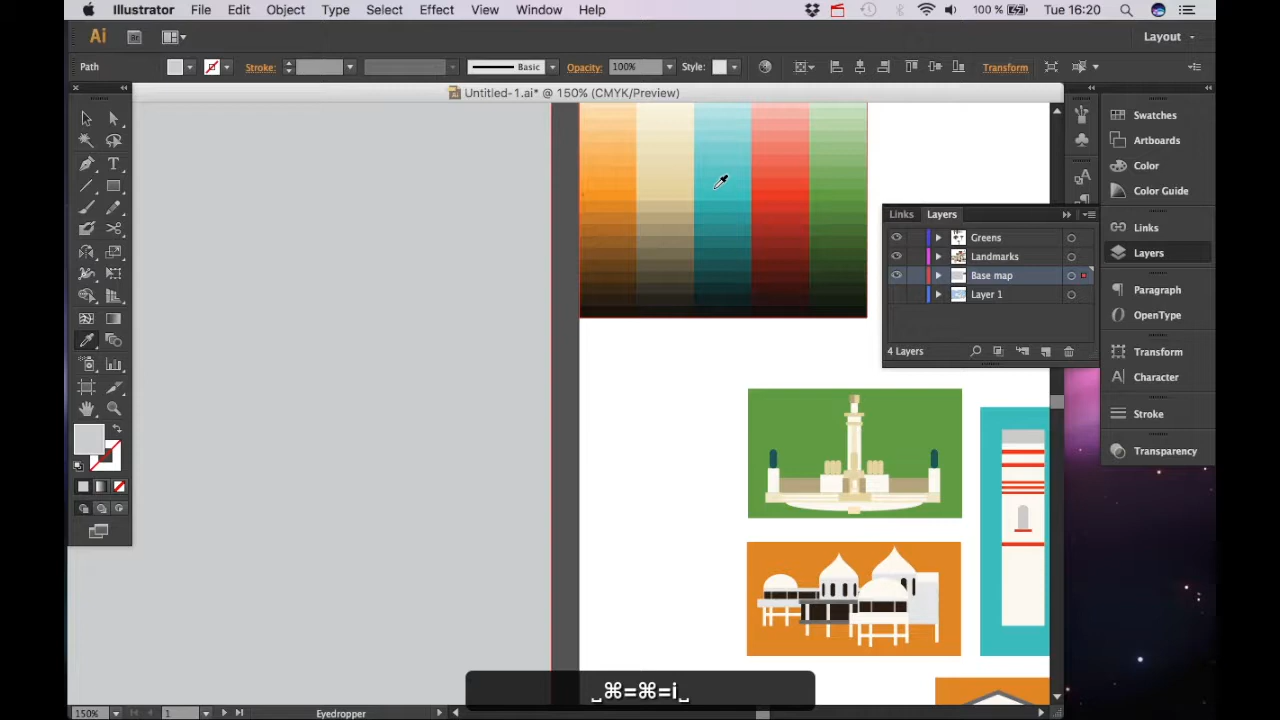 Illustrator File Edit Object Type Select Effect View Window Help 100 % Tue 16:20
Ai Br Layout
Path Stroke: Basic Opacity: 100% Style: Transform
Untitled-1.ai* @ 150% (CMYK/Preview)
Links Layers
Greens
Landmarks
Base map
Layer 1
4 Layers
Swatches
Artboards
Color
Color Guide
Links
Layers
Paragraph
OpenType
Transform
Character
Stroke
Transparency
␣⌘=⌘=i␣
150% 1 Eyedropper